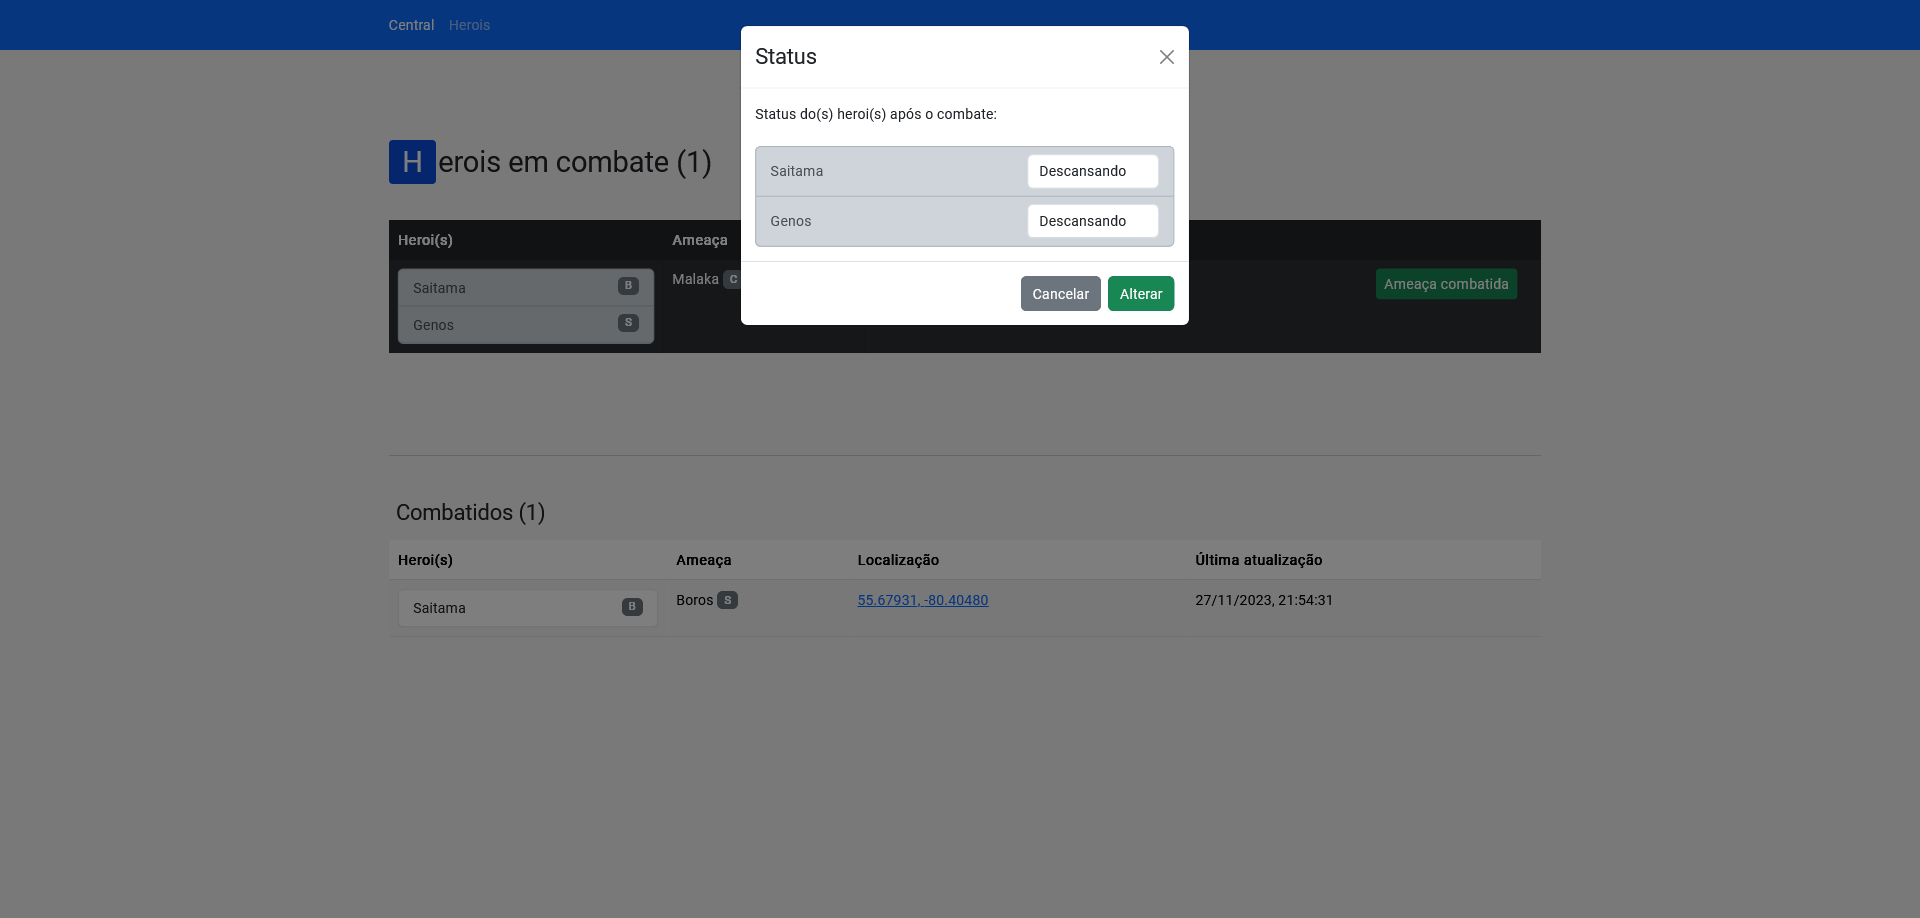 Central Herois
Status
Status do(s) heroi(s) após o combate:
Saitama Descansando
Genos Descansando
Cancelar Alterar
Herois em combate (1)
Heroi(s) Ameaça
Saitama B Malaka C Ameaça combatida
Genos S
Combatidos (1)
Heroi(s) Ameaça Localização Última atualização
Saitama B Boros S 55.67931, -80.40480 27/11/2023, 21:54:31